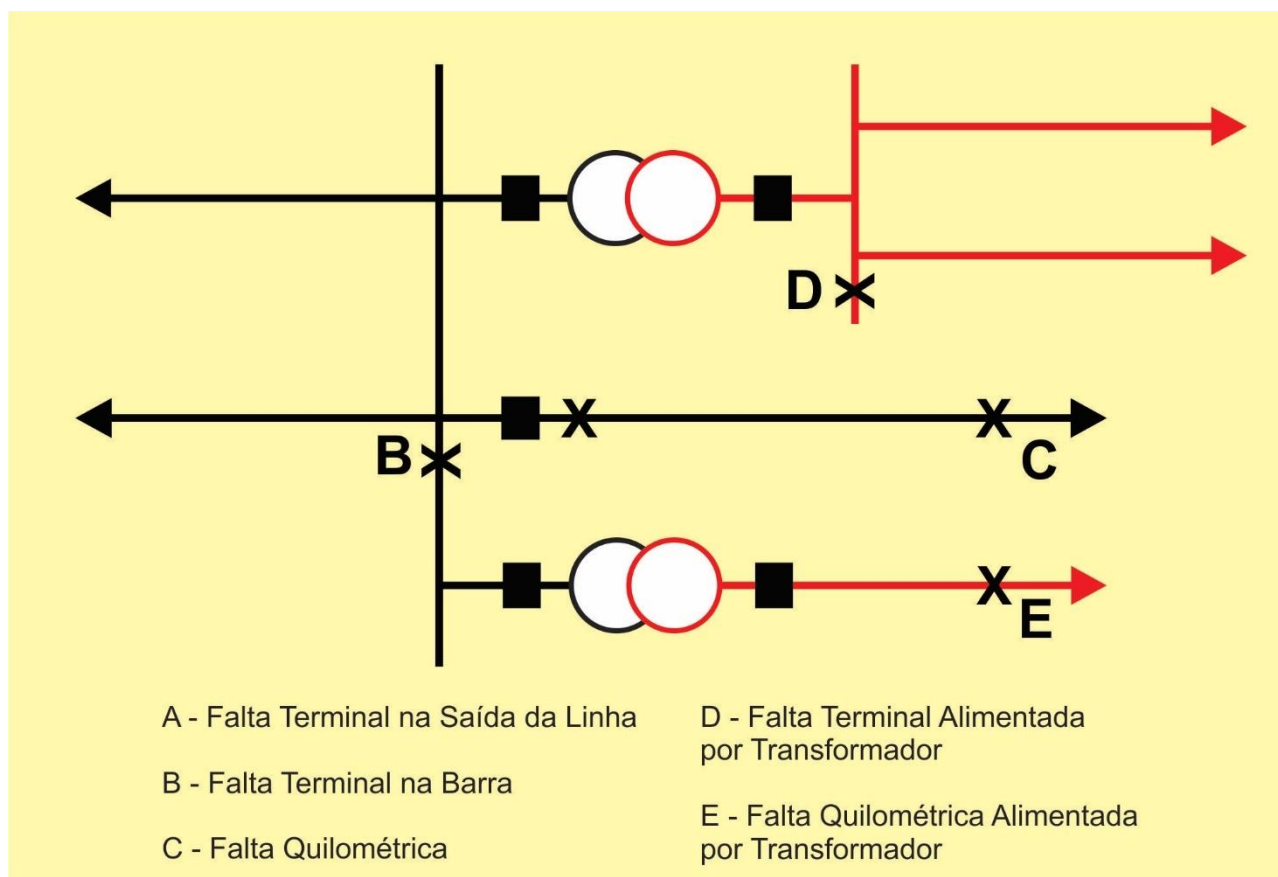 D
B
C
E
A - Falta Terminal na Saída da Linha
B - Falta Terminal na Barra
C - Falta Quilométrica
D - Falta Terminal Alimentada
por Transformador
E - Falta Quilométrica Alimentada
por Transformador